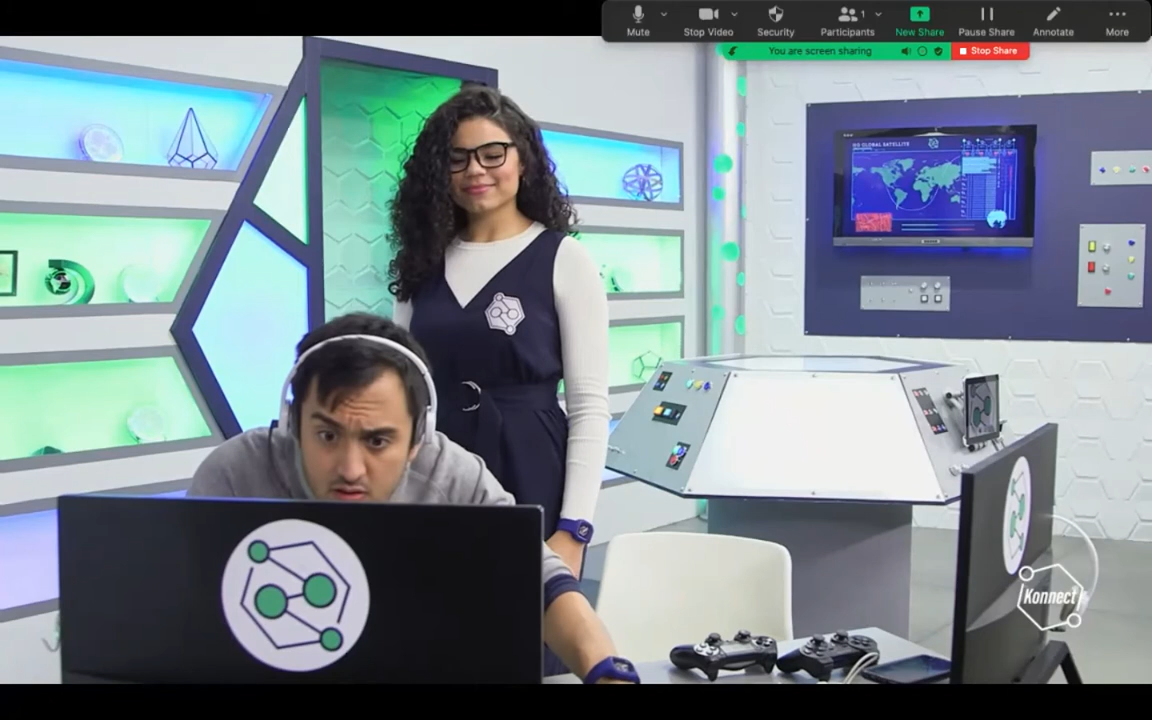 Mute
Stop Video
Security
Participants
1
New Share
Pause Share
Annotate
More
You are screen sharing
Stop Share
GG GLOBAL SATELLITE
Konnect